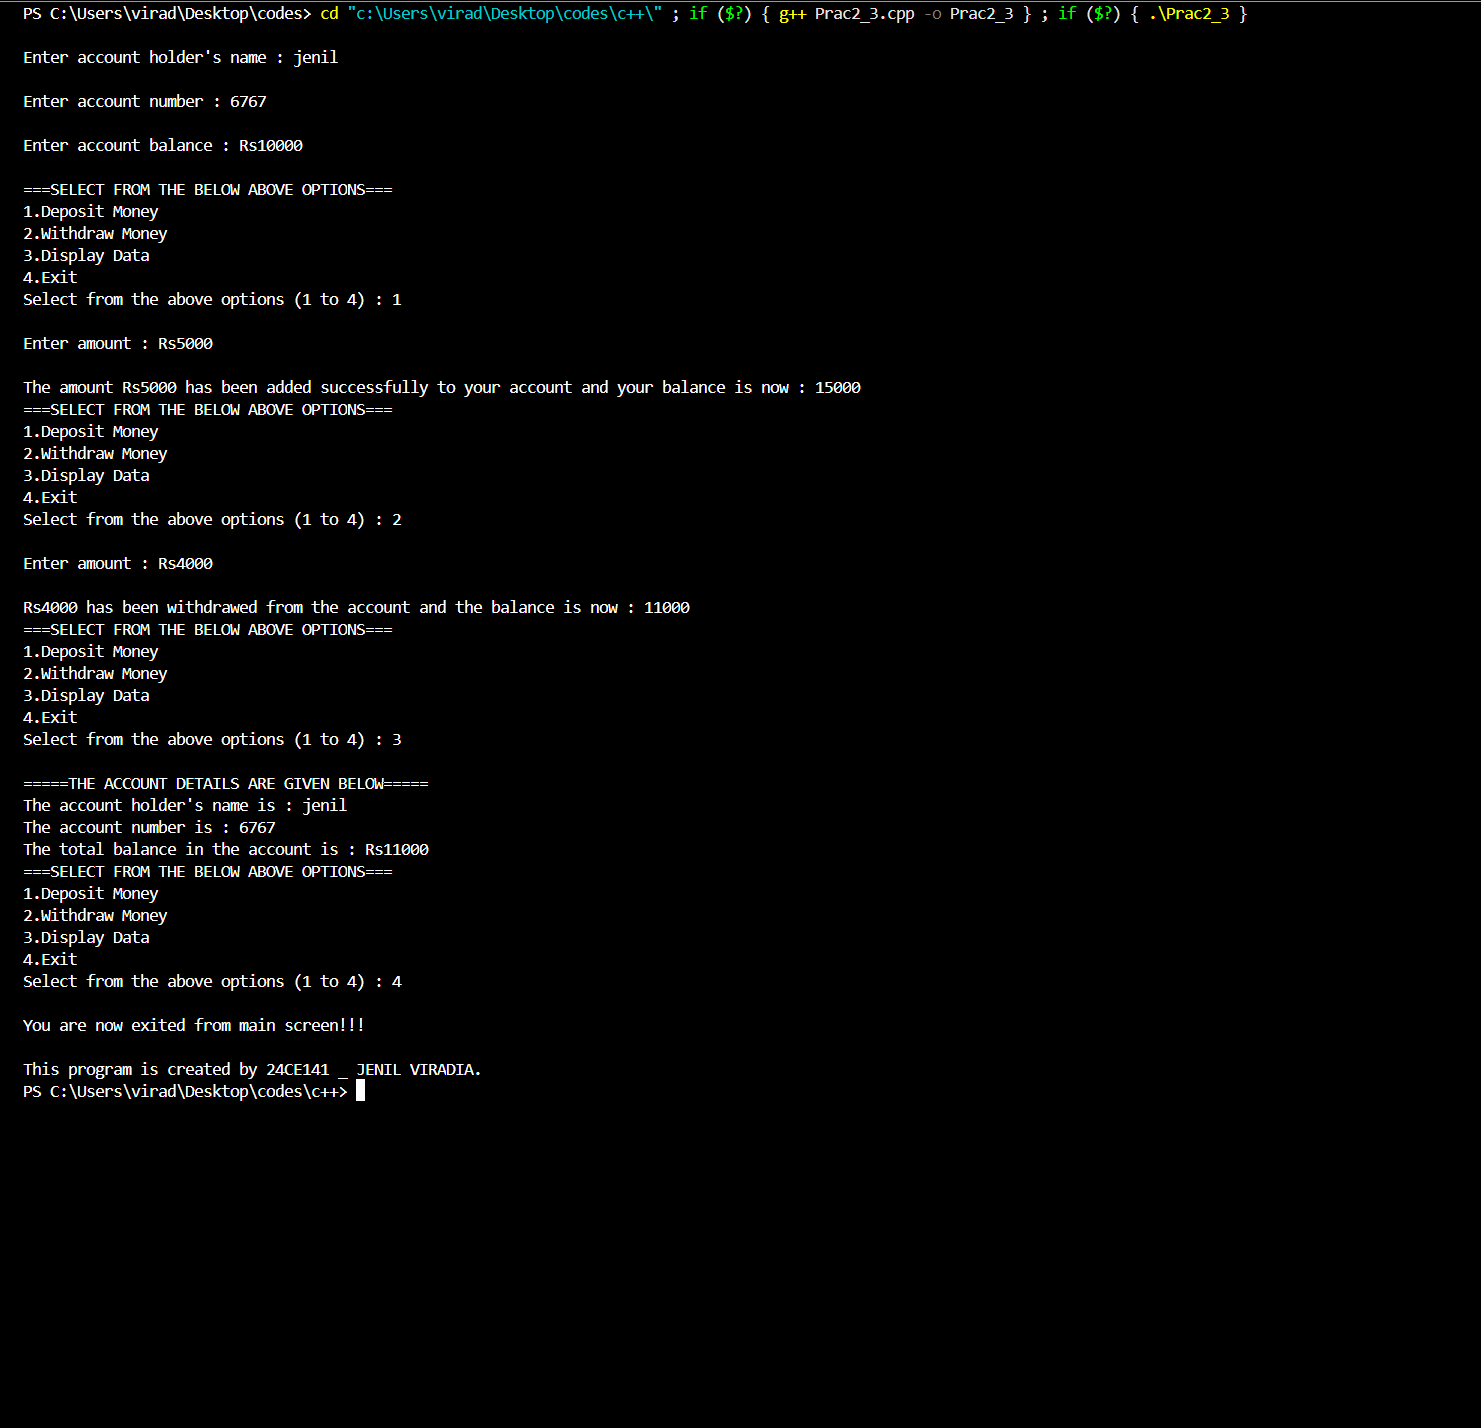 PS C:\Users\virad\Desktop\codes> cd "c:\Users\virad\Desktop\codes\c++\" ; if ($?) { g++ Prac2_3.cpp -o Prac2_3 } ; if ($?) { .\Prac2_3 }
Enter account holder's name : jenil
Enter account number : 6767
Enter account balance : Rs10000
===SELECT FROM THE BELOW ABOVE OPTIONS===
1.Deposit Money
2.Withdraw Money
3.Display Data
4.Exit
Select from the above options (1 to 4) : 1
Enter amount : Rs5000
The amount Rs5000 has been added successfully to your account and your balance is now : 15000
===SELECT FROM THE BELOW ABOVE OPTIONS===
1.Deposit Money
2.Withdraw Money
3.Display Data
4.Exit
Select from the above options (1 to 4) : 2
Enter amount : Rs4000
Rs4000 has been withdrawed from the account and the balance is now : 11000
===SELECT FROM THE BELOW ABOVE OPTIONS===
1.Deposit Money
2.Withdraw Money
3.Display Data
4.Exit
Select from the above options (1 to 4) : 3
=====THE ACCOUNT DETAILS ARE GIVEN BELOW=====
The account holder's name is : jenil
The account number is : 6767
The total balance in the account is : Rs11000
===SELECT FROM THE BELOW ABOVE OPTIONS===
1.Deposit Money
2.Withdraw Money
3.Display Data
4.Exit
Select from the above options (1 to 4) : 4
You are now exited from main screen!!!
This program is created by 24CE141 _ JENIL VIRADIA.
PS C:\Users\virad\Desktop\codes\c++>